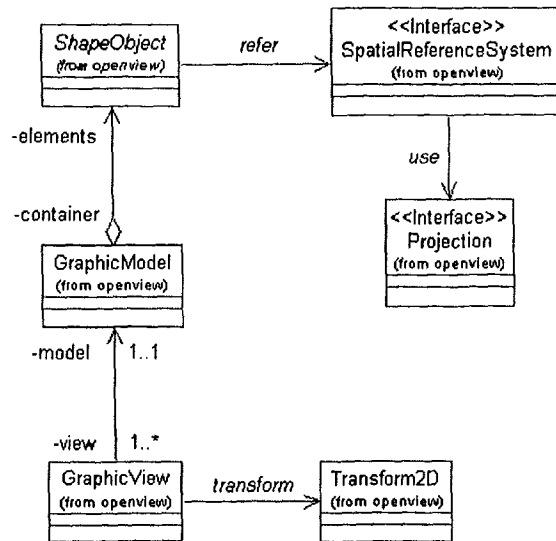 ShapeObject
(from openview)
refer
<<Interface>>
SpatialReferenceSystem
(from openview)
-elements
use
-container
<<Interface>>
Projection
(from openview)
GraphicModel
(from openview)
-model 1..1
-view 1..*
GraphicView
(from openview)
transform
Transform2D
(from openview)